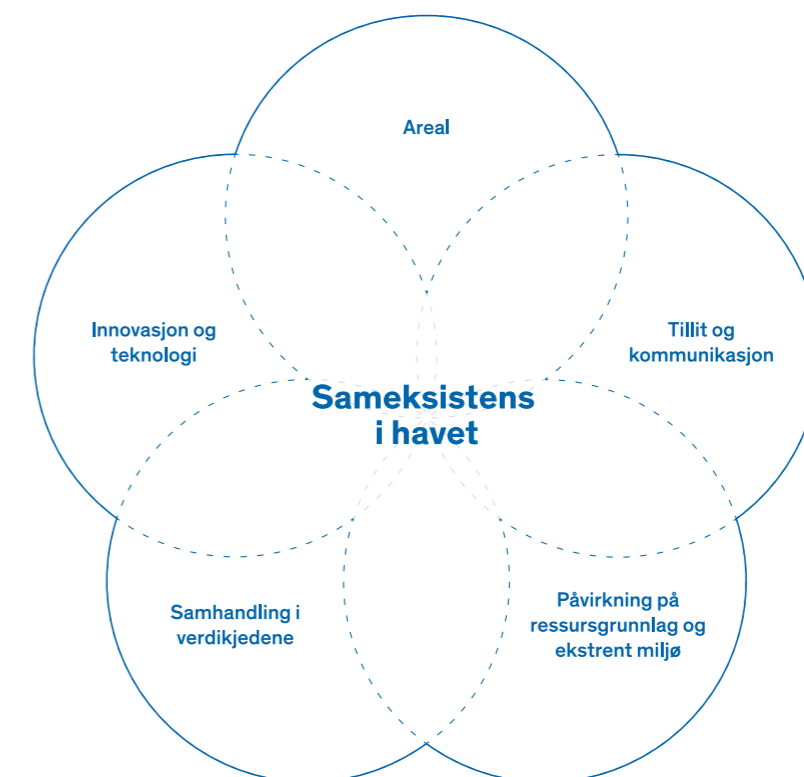 Areal
Innovasjon og
teknologi
Tillit og
kommunikasjon
Sameksistens
i havet
Samhandling i
verdikjedene
Påvirkning på
ressursgrunnlag og
ekstrent miljø